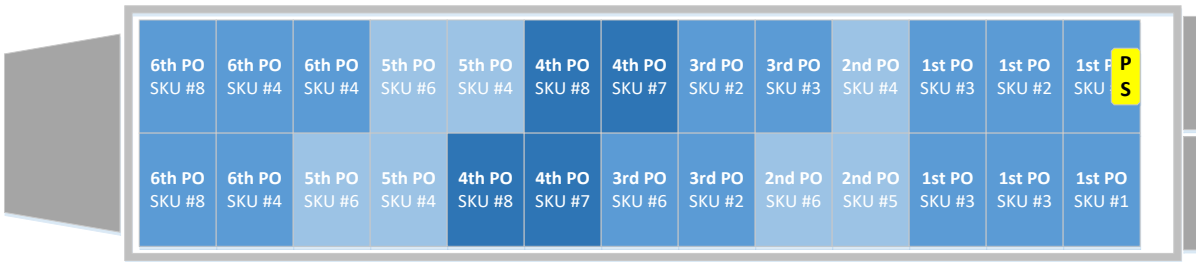 6th PO 6th PO 6th PO 5th PO 5th PO 4th PO 4th PO 3rd PO 3rd PO 2nd PO 1st PO 1st PO 1st P
SKU #8 SKU #4 SKU #4 SKU #6 SKU #4 SKU #8 SKU #7 SKU #2 SKU #3 SKU #4 SKU #3 SKU #2 SKU
P
S
6th PO 6th PO 5th PO 5th PO 4th PO 4th PO 3rd PO 3rd PO 2nd PO 2nd PO 1st PO 1st PO 1st PO
SKU #8 SKU #4 SKU #6 SKU #4 SKU #8 SKU #7 SKU #6 SKU #2 SKU #6 SKU #5 SKU #3 SKU #3 SKU #1